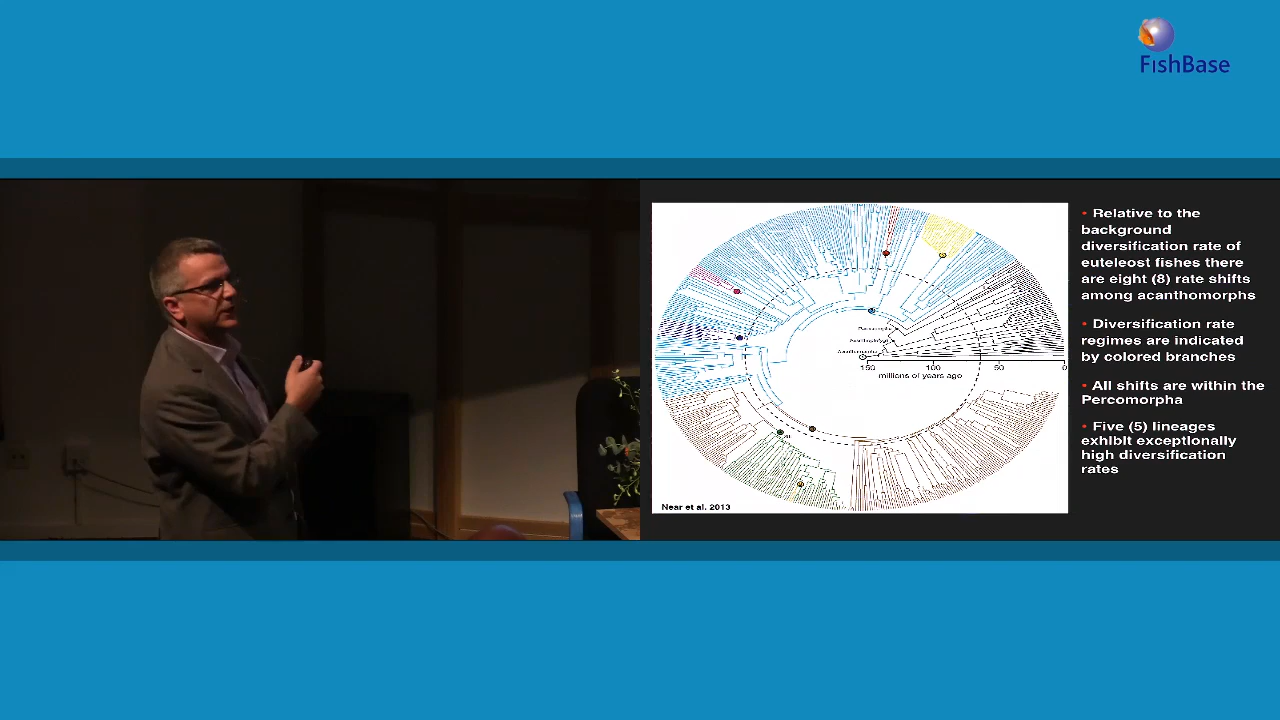 FishBase
• Relative to the
background
diversification rate of
euteleost fishes there
are eight (8) rate shifts
among acanthomorphs
• Diversification rate
regimes are indicated
by colored branches
• All shifts are within the
Percomorpha
• Five (5) lineages
exhibit exceptionally
high diversification
rates
150 100 50 0
millions of years ago
Near et al. 2013